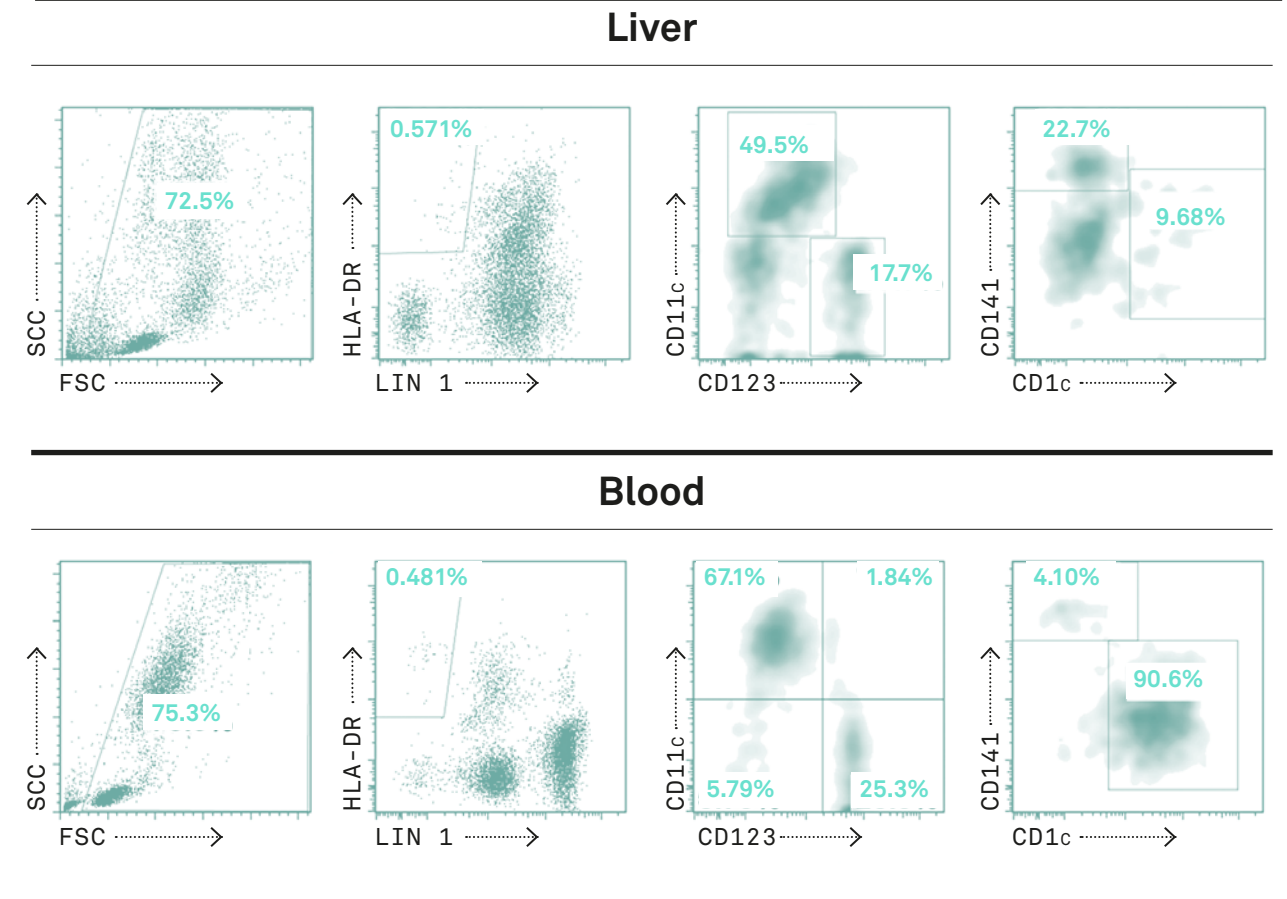 Liver
72.5%
SCC
FSC
0.571%
HLA-DR
LIN 1
49.5%
17.7%
CD11c
CD123
22.7%
9.68%
CD141
CD1c
Blood
75.3%
SCC
FSC
0.481%
HLA-DR
LIN 1
67.1% 1.84%
5.79% 25.3%
CD11c
CD123
4.10%
90.6%
CD141
CD1c